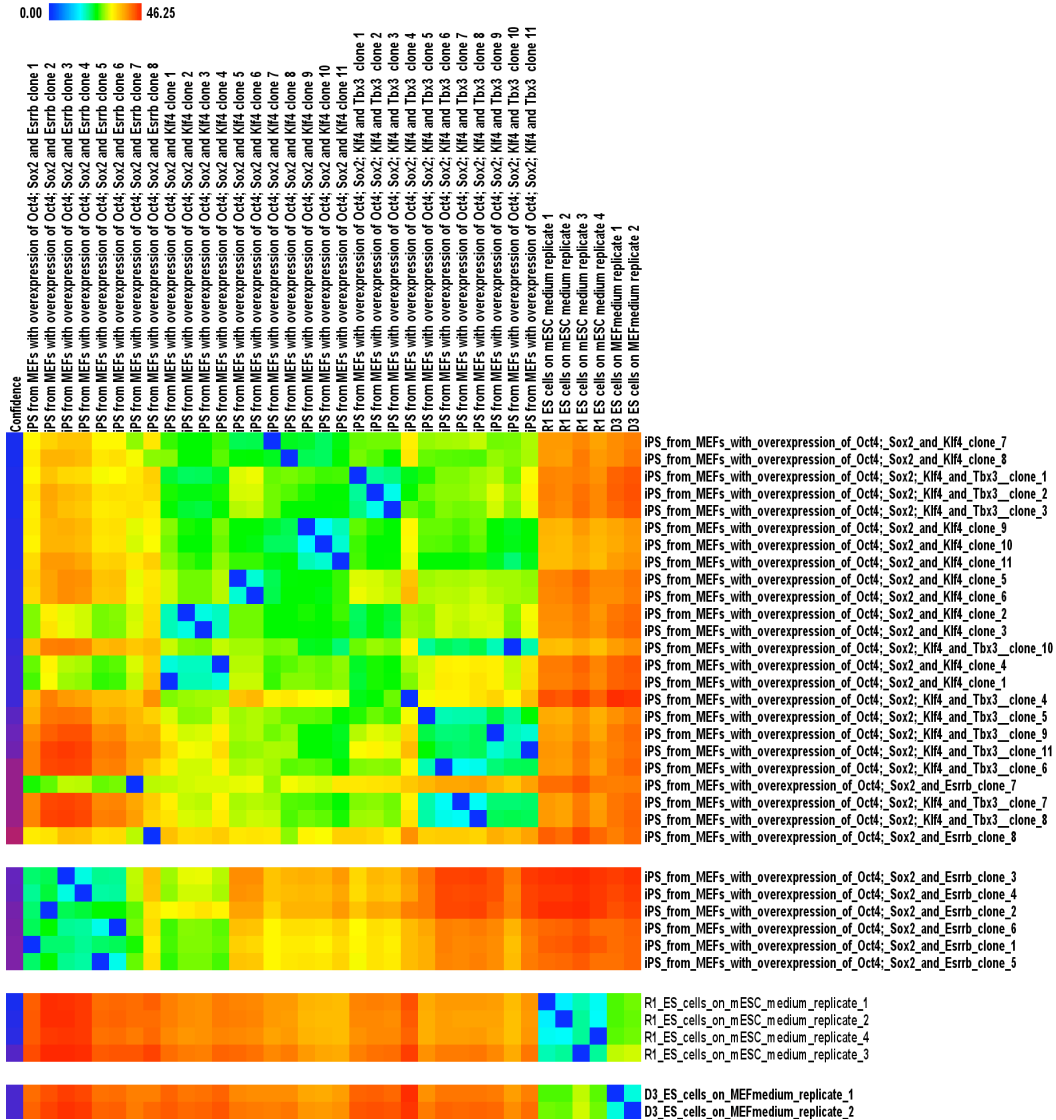 0.00 46.25
Confidence
iPS from MEFs with overexpression of Oct4; Sox2 and Esrrb clone 1
iPS from MEFs with overexpression of Oct4; Sox2 and Esrrb clone 2
iPS from MEFs with overexpression of Oct4; Sox2 and Esrrb clone 3
iPS from MEFs with overexpression of Oct4; Sox2 and Esrrb clone 4
iPS from MEFs with overexpression of Oct4; Sox2 and Esrrb clone 5
iPS from MEFs with overexpression of Oct4; Sox2 and Esrrb clone 6
iPS from MEFs with overexpression of Oct4; Sox2 and Esrrb clone 7
iPS from MEFs with overexpression of Oct4; Sox2 and Esrrb clone 8
iPS from MEFs with overexpression of Oct4; Sox2 and Klf4 clone 1
iPS from MEFs with overexpression of Oct4; Sox2 and Klf4 clone 2
iPS from MEFs with overexpression of Oct4; Sox2 and Klf4 clone 3
iPS from MEFs with overexpression of Oct4; Sox2 and Klf4 clone 4
iPS from MEFs with overexpression of Oct4; Sox2 and Klf4 clone 5
iPS from MEFs with overexpression of Oct4; Sox2 and Klf4 clone 6
iPS from MEFs with overexpression of Oct4; Sox2 and Klf4 clone 7
iPS from MEFs with overexpression of Oct4; Sox2 and Klf4 clone 8
iPS from MEFs with overexpression of Oct4; Sox2 and Klf4 clone 9
iPS from MEFs with overexpression of Oct4; Sox2 and Klf4 clone 10
iPS from MEFs with overexpression of Oct4; Sox2 and Klf4 clone 11
iPS from MEFs with overexpression of Oct4; Sox2; Klf4 and Tbx3  clone 1
iPS from MEFs with overexpression of Oct4; Sox2; Klf4 and Tbx3  clone 2
iPS from MEFs with overexpression of Oct4; Sox2; Klf4 and Tbx3  clone 3
iPS from MEFs with overexpression of Oct4; Sox2; Klf4 and Tbx3  clone 4
iPS from MEFs with overexpression of Oct4; Sox2; Klf4 and Tbx3  clone 5
iPS from MEFs with overexpression of Oct4; Sox2; Klf4 and Tbx3  clone 6
iPS from MEFs with overexpression of Oct4; Sox2; Klf4 and Tbx3  clone 7
iPS from MEFs with overexpression of Oct4; Sox2; Klf4 and Tbx3  clone 8
iPS from MEFs with overexpression of Oct4; Sox2; Klf4 and Tbx3  clone 9
iPS from MEFs with overexpression of Oct4; Sox2; Klf4 and Tbx3  clone 10
iPS from MEFs with overexpression of Oct4; Sox2; Klf4 and Tbx3  clone 11
R1 ES cells on mESC medium replicate 1
R1 ES cells on mESC medium replicate 2
R1 ES cells on mESC medium replicate 3
R1 ES cells on mESC medium replicate 4
D3 ES cells on MEFmedium replicate 1
D3 ES cells on MEFmedium replicate 2
iPS_from_MEFs_with_overexpression_of_Oct4;_Sox2_and_Klf4_clone_7
iPS_from_MEFs_with_overexpression_of_Oct4;_Sox2_and_Klf4_clone_8
iPS_from_MEFs_with_overexpression_of_Oct4;_Sox2;_Klf4_and_Tbx3__clone_1
iPS_from_MEFs_with_overexpression_of_Oct4;_Sox2;_Klf4_and_Tbx3__clone_2
iPS_from_MEFs_with_overexpression_of_Oct4;_Sox2;_Klf4_and_Tbx3__clone_3
iPS_from_MEFs_with_overexpression_of_Oct4;_Sox2_and_Klf4_clone_9
iPS_from_MEFs_with_overexpression_of_Oct4;_Sox2_and_Klf4_clone_10
iPS_from_MEFs_with_overexpression_of_Oct4;_Sox2_and_Klf4_clone_11
iPS_from_MEFs_with_overexpression_of_Oct4;_Sox2_and_Klf4_clone_5
iPS_from_MEFs_with_overexpression_of_Oct4;_Sox2_and_Klf4_clone_6
iPS_from_MEFs_with_overexpression_of_Oct4;_Sox2_and_Klf4_clone_2
iPS_from_MEFs_with_overexpression_of_Oct4;_Sox2_and_Klf4_clone_3
iPS_from_MEFs_with_overexpression_of_Oct4;_Sox2;_Klf4_and_Tbx3__clone_10
iPS_from_MEFs_with_overexpression_of_Oct4;_Sox2_and_Klf4_clone_4
iPS_from_MEFs_with_overexpression_of_Oct4;_Sox2_and_Klf4_clone_1
iPS_from_MEFs_with_overexpression_of_Oct4;_Sox2;_Klf4_and_Tbx3__clone_4
iPS_from_MEFs_with_overexpression_of_Oct4;_Sox2;_Klf4_and_Tbx3__clone_5
iPS_from_MEFs_with_overexpression_of_Oct4;_Sox2;_Klf4_and_Tbx3__clone_9
iPS_from_MEFs_with_overexpression_of_Oct4;_Sox2;_Klf4_and_Tbx3__clone_11
iPS_from_MEFs_with_overexpression_of_Oct4;_Sox2;_Klf4_and_Tbx3__clone_6
iPS_from_MEFs_with_overexpression_of_Oct4;_Sox2_and_Esrrb_clone_7
iPS_from_MEFs_with_overexpression_of_Oct4;_Sox2;_Klf4_and_Tbx3__clone_7
iPS_from_MEFs_with_overexpression_of_Oct4;_Sox2;_Klf4_and_Tbx3__clone_8
iPS_from_MEFs_with_overexpression_of_Oct4;_Sox2_and_Esrrb_clone_8
iPS_from_MEFs_with_overexpression_of_Oct4;_Sox2_and_Esrrb_clone_3
iPS_from_MEFs_with_overexpression_of_Oct4;_Sox2_and_Esrrb_clone_4
iPS_from_MEFs_with_overexpression_of_Oct4;_Sox2_and_Esrrb_clone_2
iPS_from_MEFs_with_overexpression_of_Oct4;_Sox2_and_Esrrb_clone_6
iPS_from_MEFs_with_overexpression_of_Oct4;_Sox2_and_Esrrb_clone_1
iPS_from_MEFs_with_overexpression_of_Oct4;_Sox2_and_Esrrb_clone_5
R1_ES_cells_on_mESC_medium_replicate_1
R1_ES_cells_on_mESC_medium_replicate_2
R1_ES_cells_on_mESC_medium_replicate_4
R1_ES_cells_on_mESC_medium_replicate_3
D3_ES_cells_on_MEFmedium_replicate_1
D3_ES_cells_on_MEFmedium_replicate_2